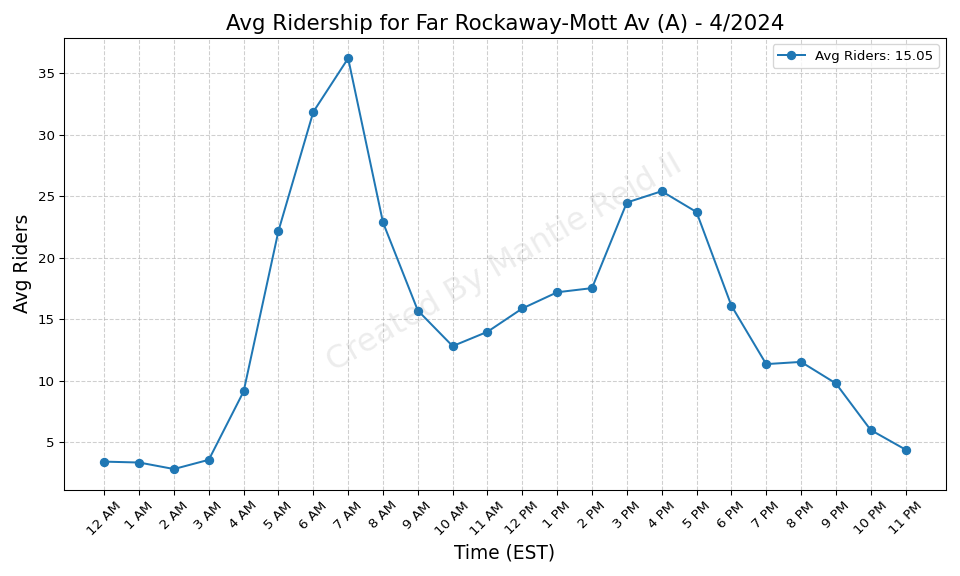 Avg Ridership for Far Rockaway-Mott Av (A) - 4/2024
Avg Riders: 15.05
35
30
25
20
15
10
5
Avg Riders
Created By Mantie Reid II
12 AM
1 AM
2 AM
3 AM
4 AM
5 AM
6 AM
7 AM
8 AM
9 AM
10 AM
11 AM
12 PM
1 PM
2 PM
3 PM
4 PM
5 PM
6 PM
7 PM
8 PM
9 PM
10 PM
11 PM
Time (EST)